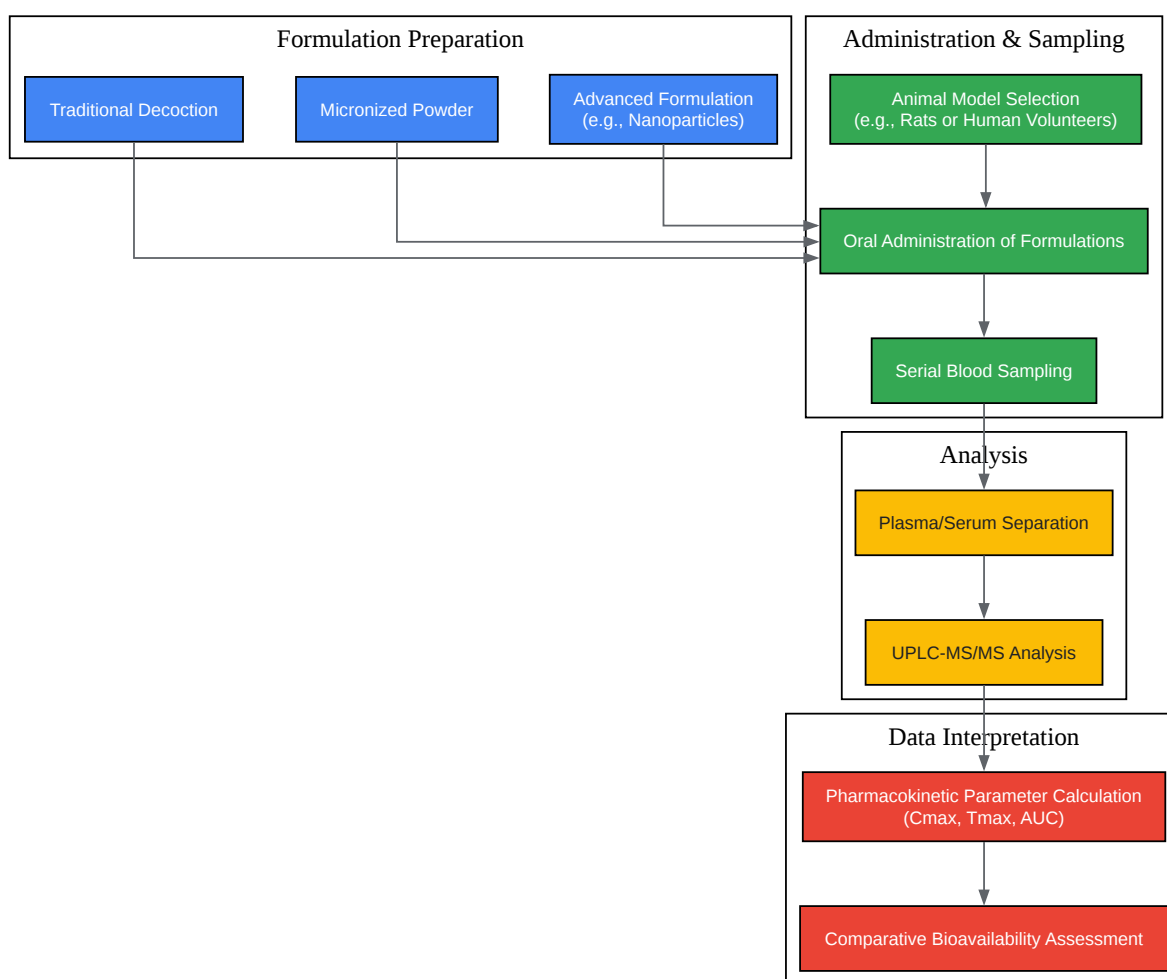 Formulation Preparation
Traditional Decoction
Micronized Powder
Advanced Formulation
(e.g., Nanoparticles)
Administration & Sampling
Animal Model Selection
(e.g., Rats or Human Volunteers)
Oral Administration of Formulations
Serial Blood Sampling
Analysis
Plasma/Serum Separation
UPLC-MS/MS Analysis
Data Interpretation
Pharmacokinetic Parameter Calculation
(Cmax, Tmax, AUC)
Comparative Bioavailability Assessment